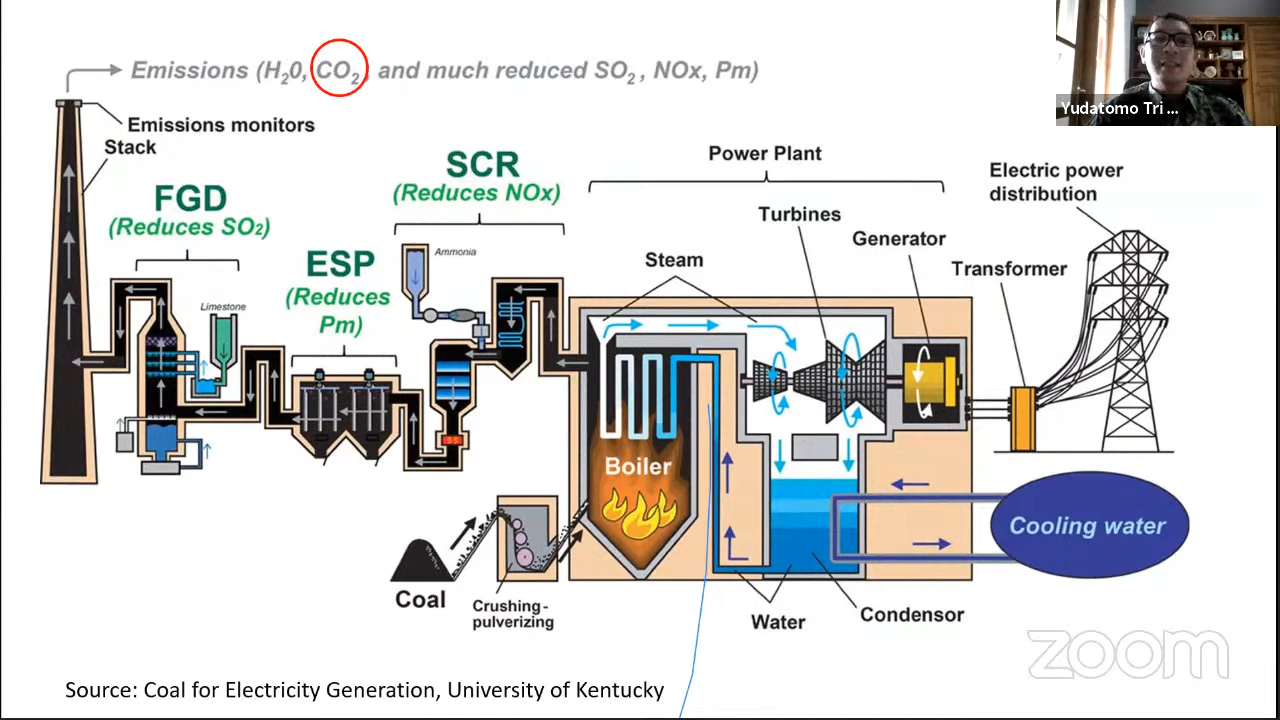 Emissions (H₂0, CO₂, and much reduced SO₂, NOx, Pm)
Yudatomo Tri ...
Emissions monitors
Stack
FGD
(Reduces SO₂)
Limestone
ESP
(Reduces
Pm)
SCR
(Reduces NOx)
Ammonia
Power Plant
Steam
Turbines
Generator
Electric power
distribution
Transformer
Boiler
Cooling water
Coal
Crushing-
pulverizing
Water
Condensor
zoom
Source: Coal for Electricity Generation, University of Kentucky